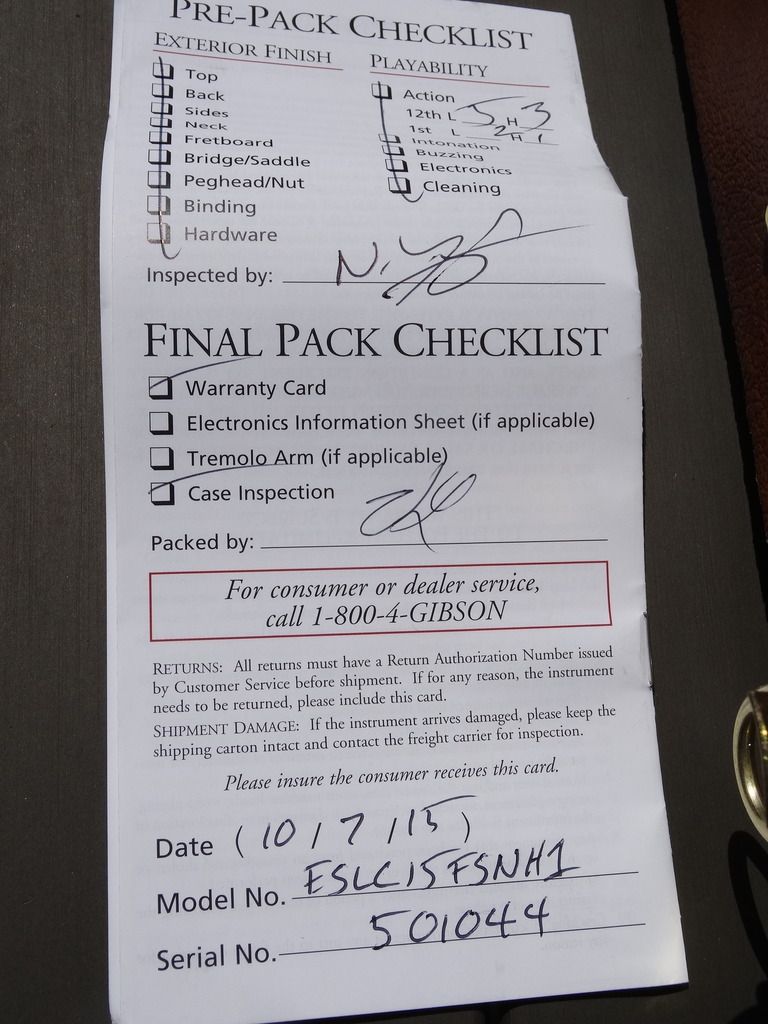 PRE-PACK CHECKLIST
EXTERIOR FINISH
Top
Back
Sides
Neck
Fretboard
Bridge/Saddle
Peghead/Nut
Binding
Hardware
PLAYABILITY
Action
12th L 5 H 3
1st L 2 H 1
Intonation
Buzzing
Electronics
Cleaning
Inspected by:
FINAL PACK CHECKLIST
Warranty Card
Electronics Information Sheet (if applicable)
Tremolo Arm (if applicable)
Case Inspection
Packed by:
For consumer or dealer service,
call 1-800-4-GIBSON
RETURNS: All returns must have a Return Authorization Number issued
by Customer Service before shipment. If for any reason, the instrument
needs to be returned, please include this card.
SHIPMENT DAMAGE: If the instrument arrives damaged, please keep the
shipping carton intact and contact the freight carrier for inspection.
Please insure the consumer receives this card.
Date (10/7/15)
Model No. ESLC15FSNH1
Serial No. 501044